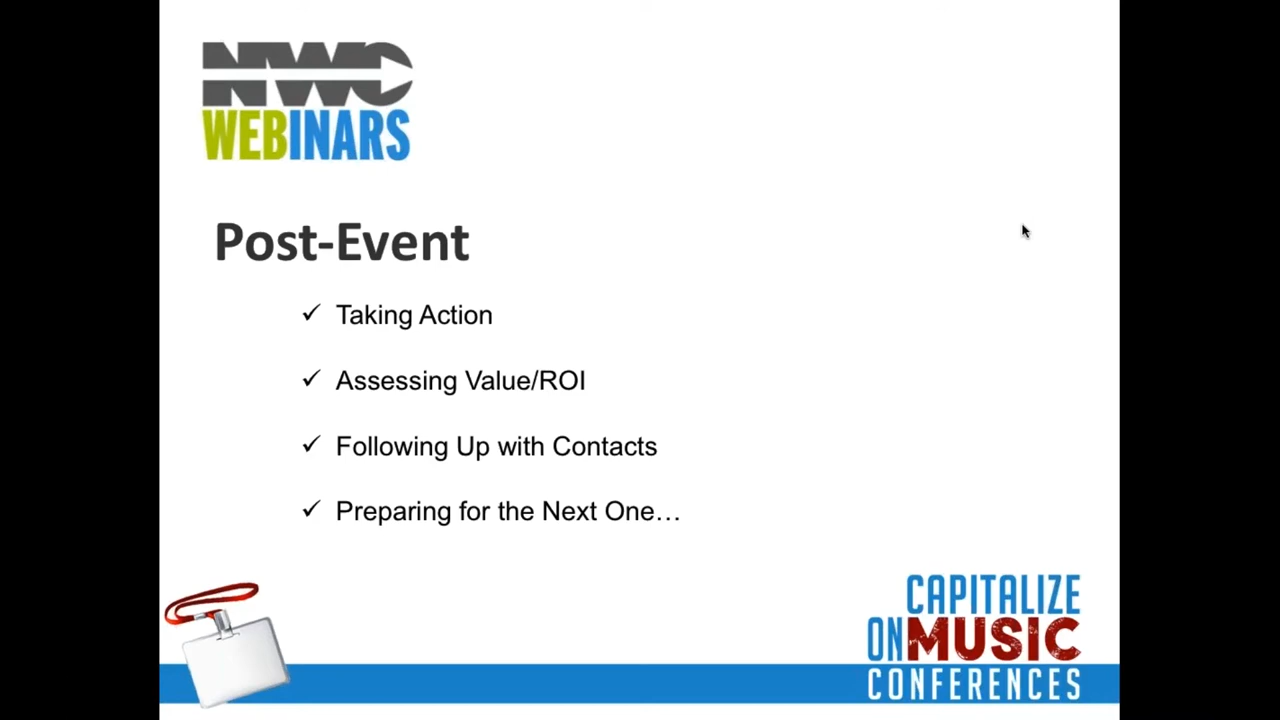 NWC
WEBINARS
Post-Event
✓ Taking Action
✓ Assessing Value/ROI
✓ Following Up with Contacts
✓ Preparing for the Next One…
CAPITALIZE
ON MUSIC
CONFERENCES